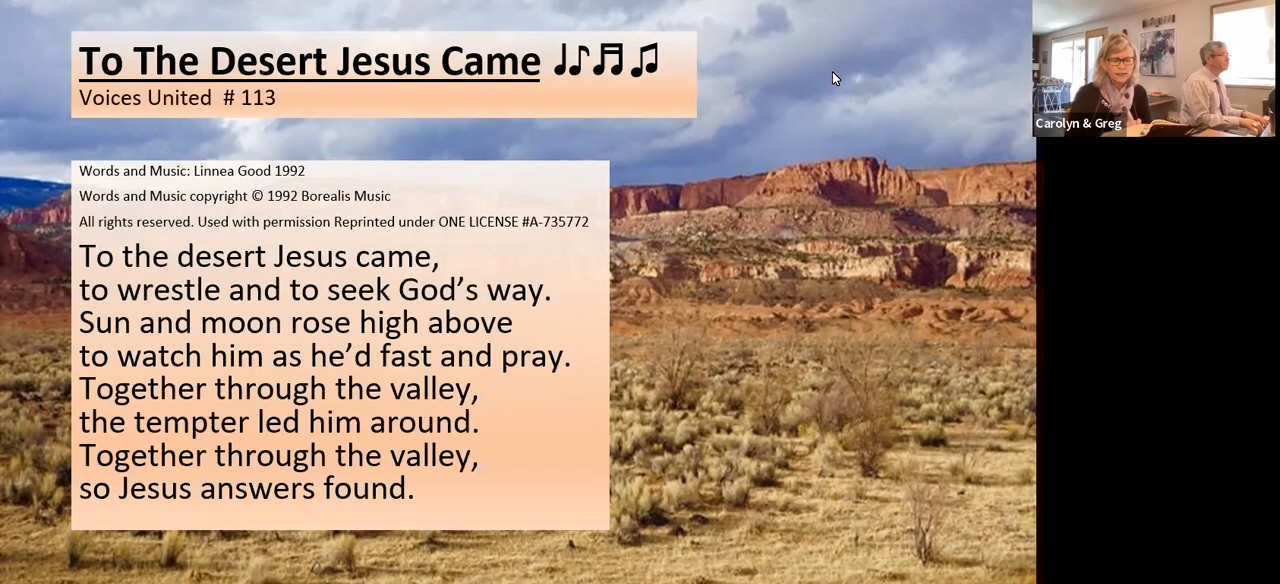 To The Desert Jesus Came ♩♪♬♫
Voices United # 113
Words and Music: Linnea Good 1992
Words and Music copyright © 1992 Borealis Music
All rights reserved. Used with permission Reprinted under ONE LICENSE #A-735772
To the desert Jesus came,
to wrestle and to seek God’s way.
Sun and moon rose high above
to watch him as he’d fast and pray.
Together through the valley,
the tempter led him around.
Together through the valley,
so Jesus answers found.
Carolyn & Greg